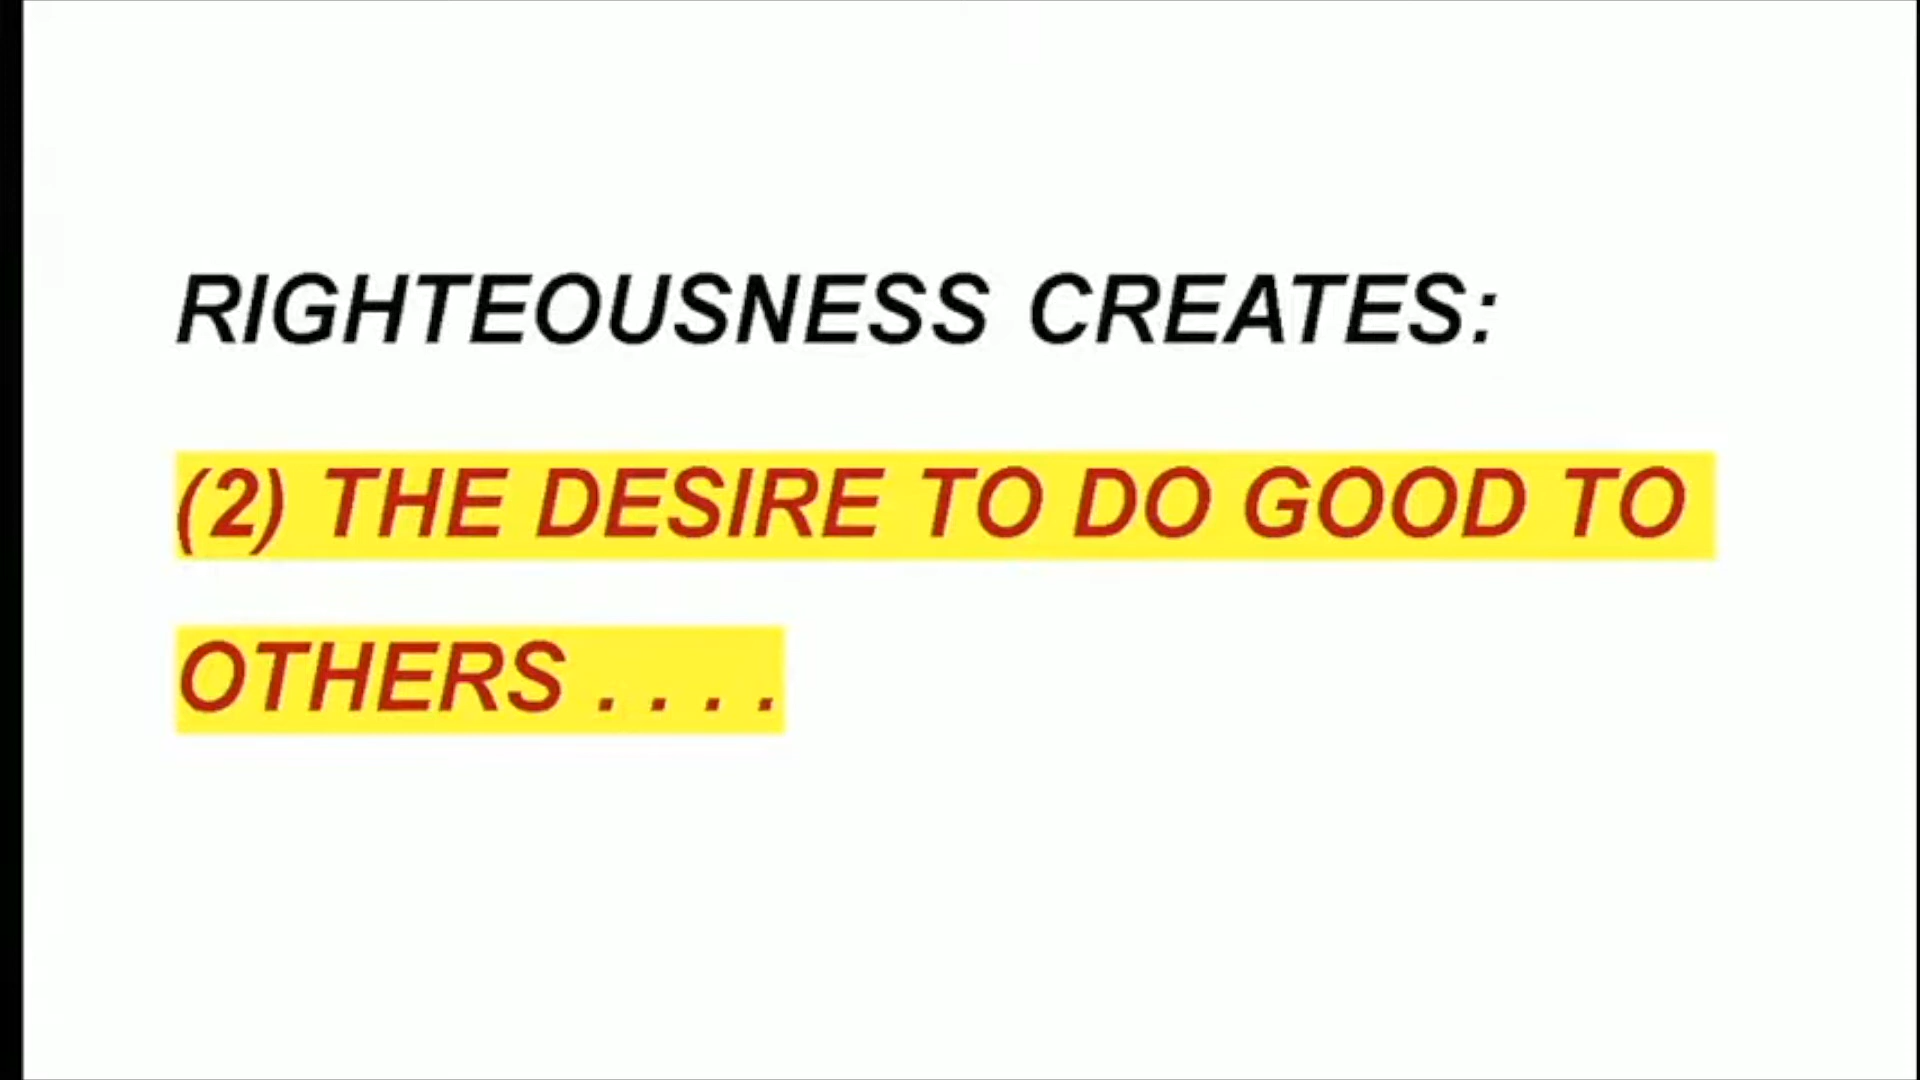 RIGHTEOUSNESS CREATES:
(2) THE DESIRE TO DO GOOD TO
OTHERS . . . .